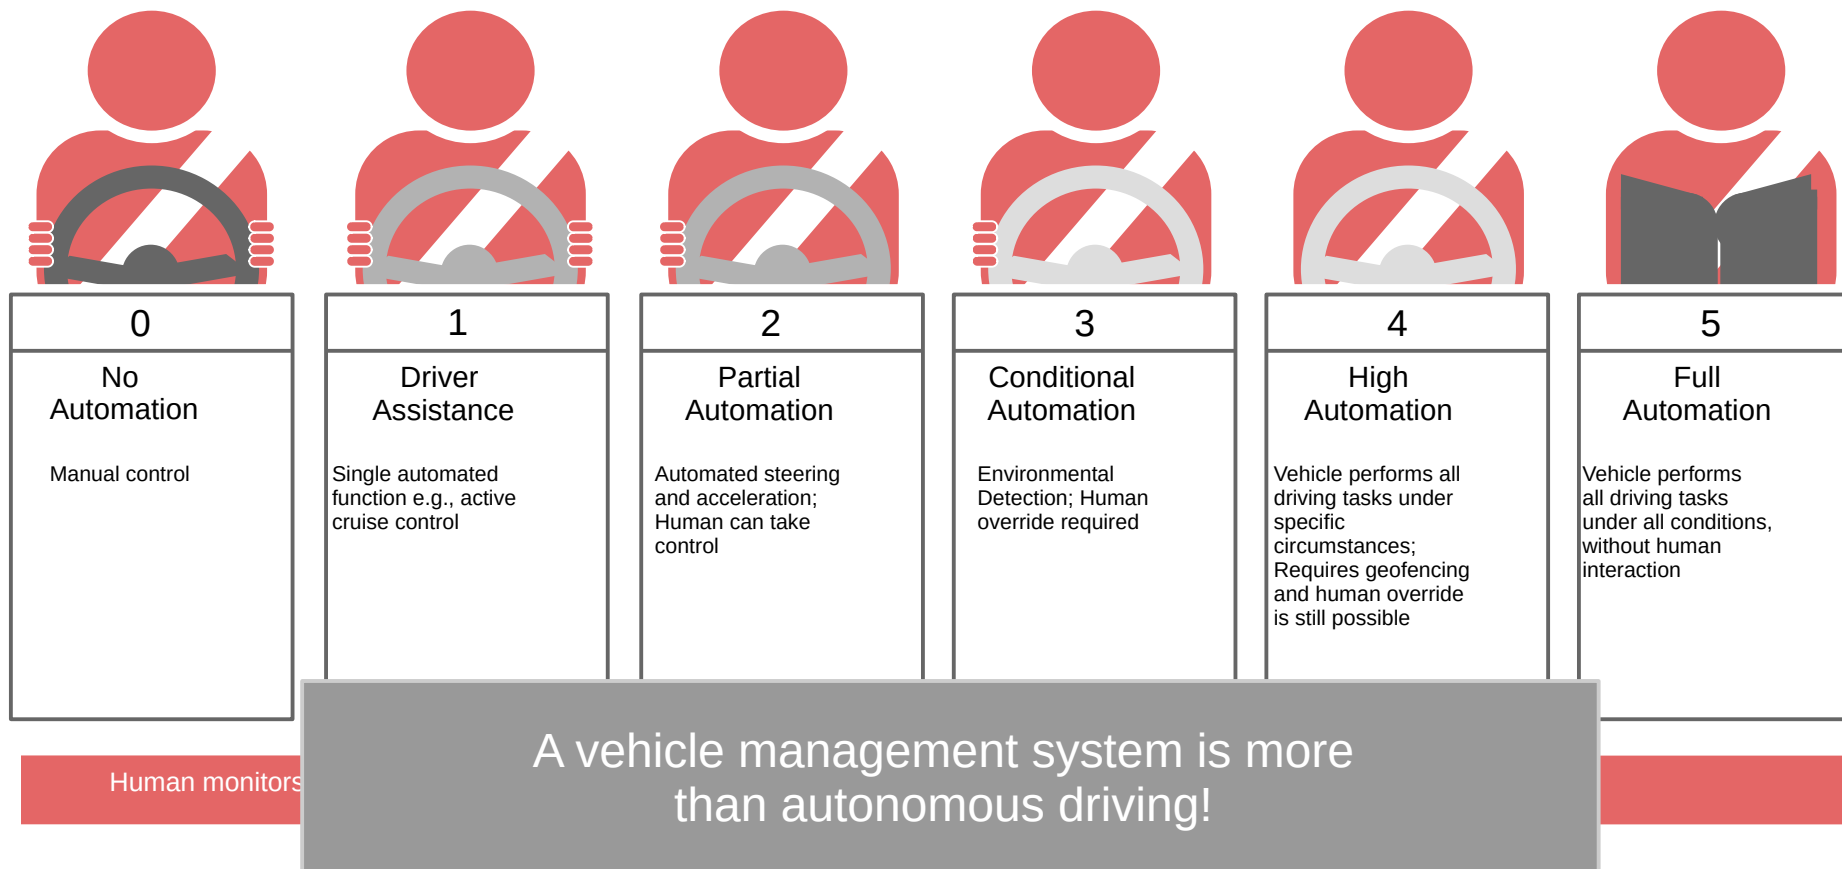 0
No
Automation
Manual control
1
Driver
Assistance
Single automated
function e.g., active
cruise control
2
Partial
Automation
Automated steering
and acceleration;
Human can take
control
3
Conditional
Automation
Environmental
Detection; Human
override required
4
High
Automation
Vehicle performs all
driving tasks under
specific
circumstances;
Requires geofencing
and human override
is still possible
5
Full
Automation
Vehicle performs
all driving tasks
under all conditions,
without human
interaction
Human monitors
A vehicle management system is more
than autonomous driving!